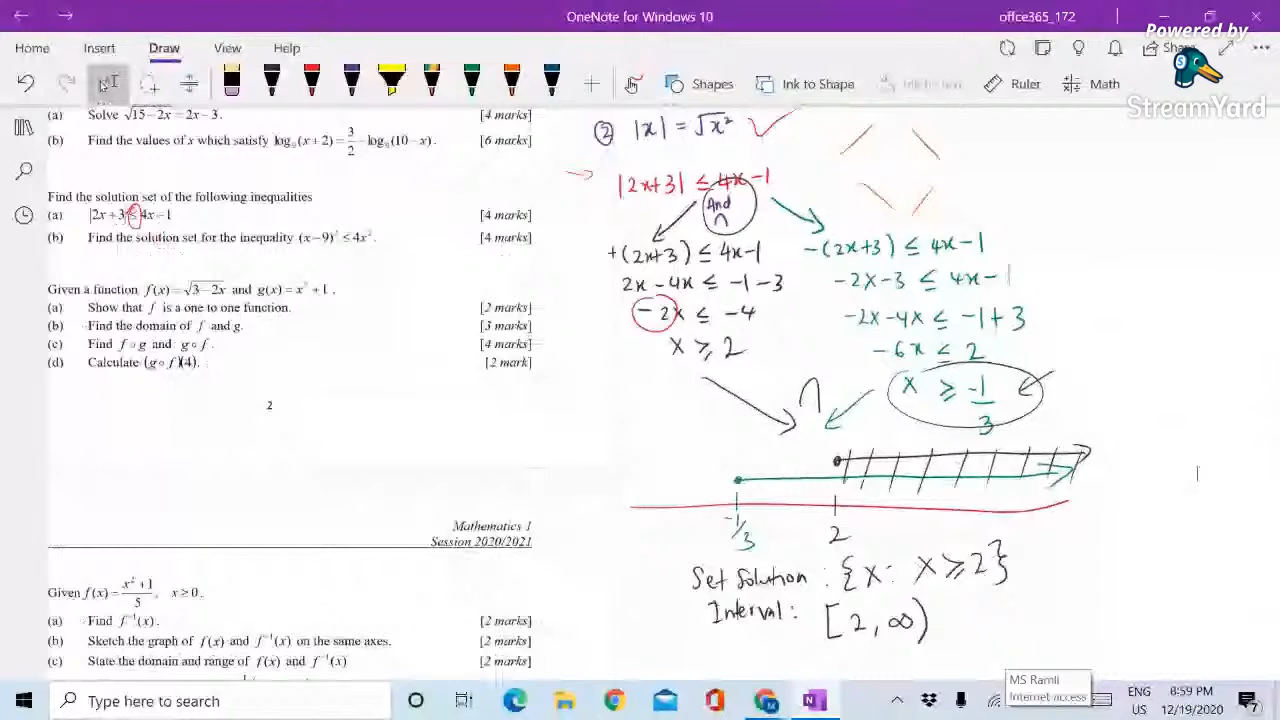 OneNote for Windows 10
offce365_172
Powered by
StreamYard
Home Insert Draw View Help
Share
Shapes Ink to Shape Ruler Math
(a) Solve √15−2x = 2x−3. [4 marks]
(b) Find the values of x which satisfy log₉(x+2) = 3/2 − log₉(10−x). [6 marks]
Find the solution set of the following inequalities
(a) |2x+3| ≤ 4x−1 [4 marks]
(b) Find the solution set for the inequality (x−9)² ≤ 4x². [4 marks]
Given a function f(x) = √3−2x and g(x) = x² + 1.
(a) Show that f is a one to one function. [2 marks]
(b) Find the domain of f and g. [3 marks]
(c) Find f∘g and g∘f. [4 marks]
(d) Calculate (g∘f)(4). [2 mark]
2
Mathematics 1
Session 2020/2021
Given f(x) = x²+1/5, x ≥ 0.
(a) Find f⁻¹(x). [2 marks]
(b) Sketch the graph of f(x) and f⁻¹(x) on the same axes. [2 marks]
(c) State the domain and range of f(x) and f⁻¹(x) [2 marks]
② |x| = √x²
|2x+3| ≤ 4x−1
And
∩
+(2x+3) ≤ 4x−1
2x−4x ≤ −1−3
−2x ≤ −4
x ≥ 2
−(2x+3) ≤ 4x−1
−2x−3 ≤ 4x−1
−2x−4x ≤ −1+3
−6x ≤ 2
x ≥ −1/3
∩
−1/3 2
Set Solution : {x: x ≥ 2}
Interval : [2, ∞)
MS Ramli
Internet access
Type here to search
ENG
US
8:59 PM
12/19/2020